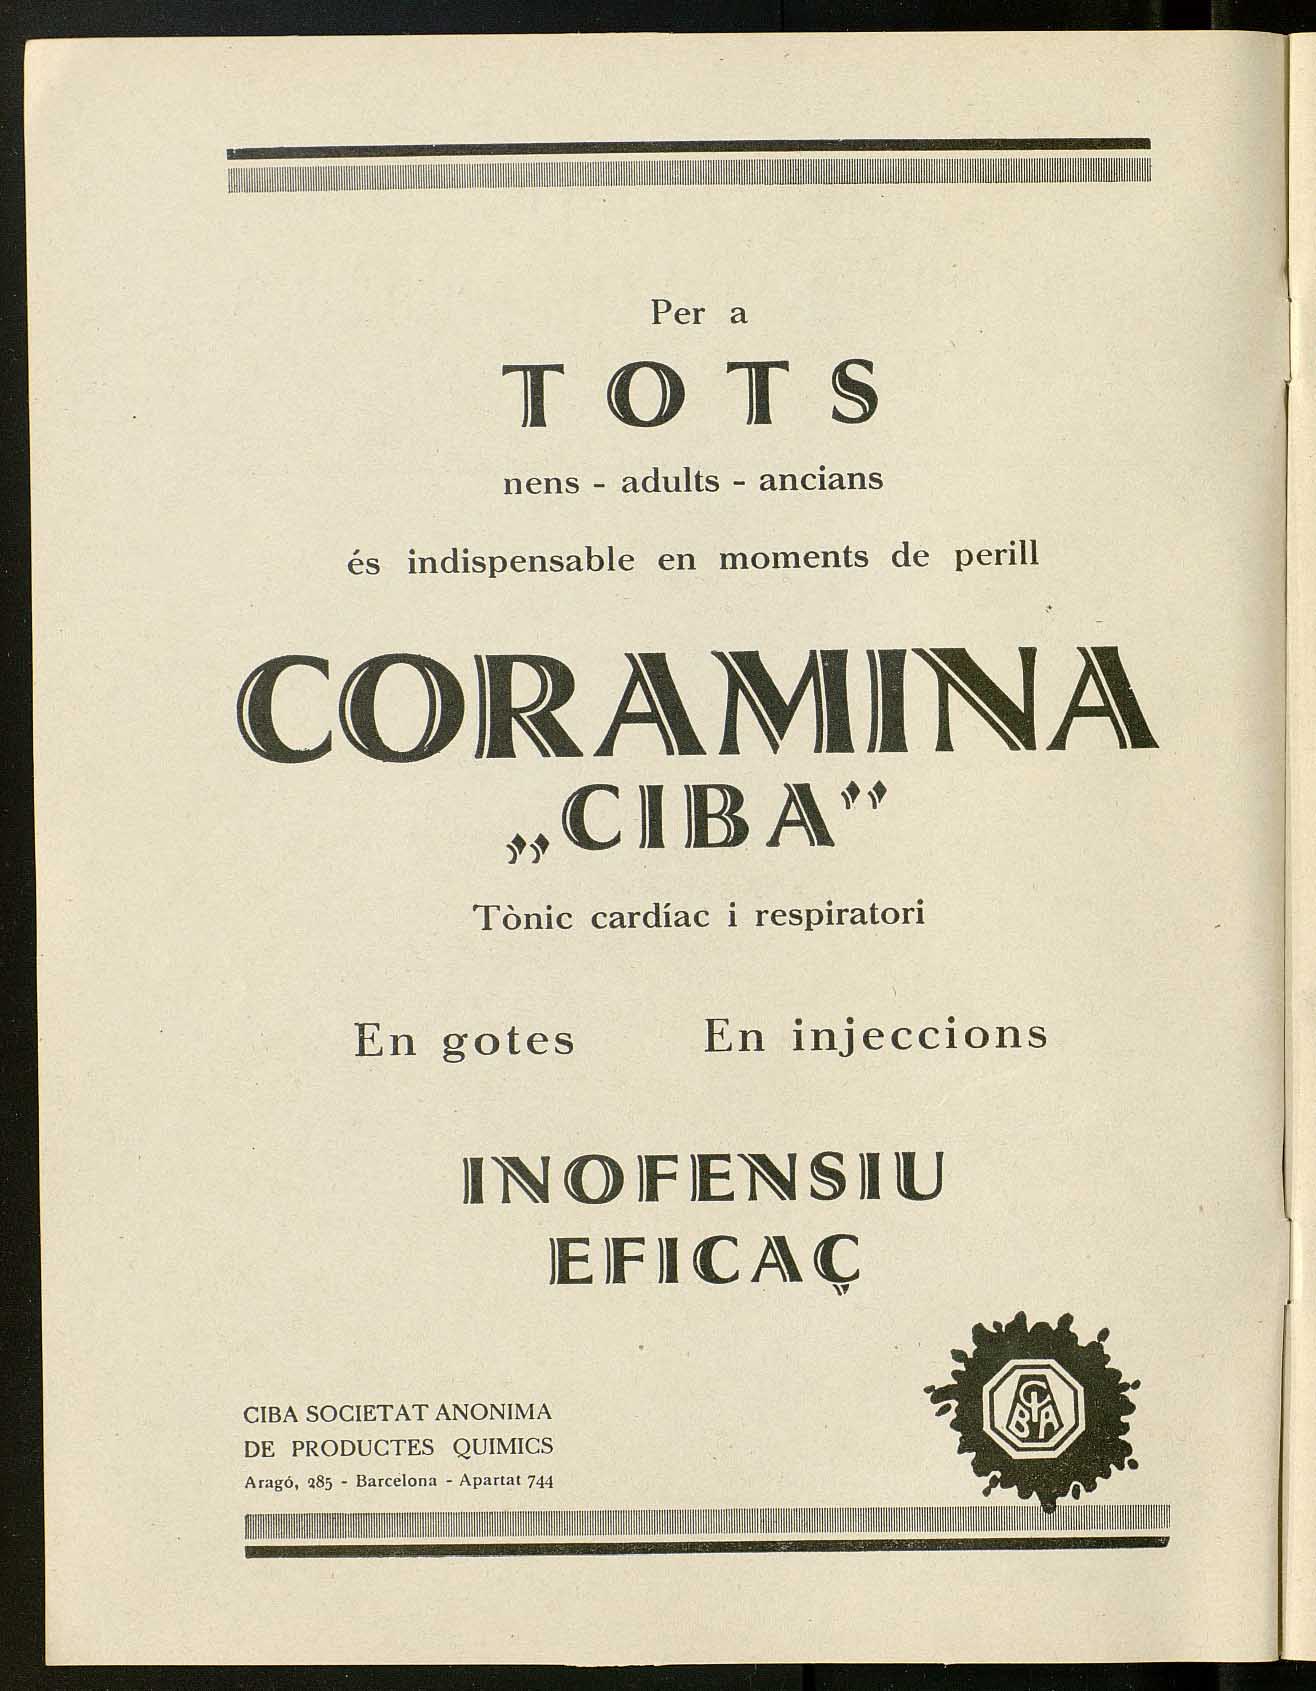 Per a
TOTS
nens - adults - ancians
és indispensable en moments de perill
CORAMINA
„CIBA"
Tònic cardíac i respiratori
En gotes En injeccions
INOFENSIU
EFICAÇ
CIBA SOCIETAT ANONIMA
DE PRODUCTES QUIMICS
Aragó, 285 - Barcelona - Apartat 744
CIBA